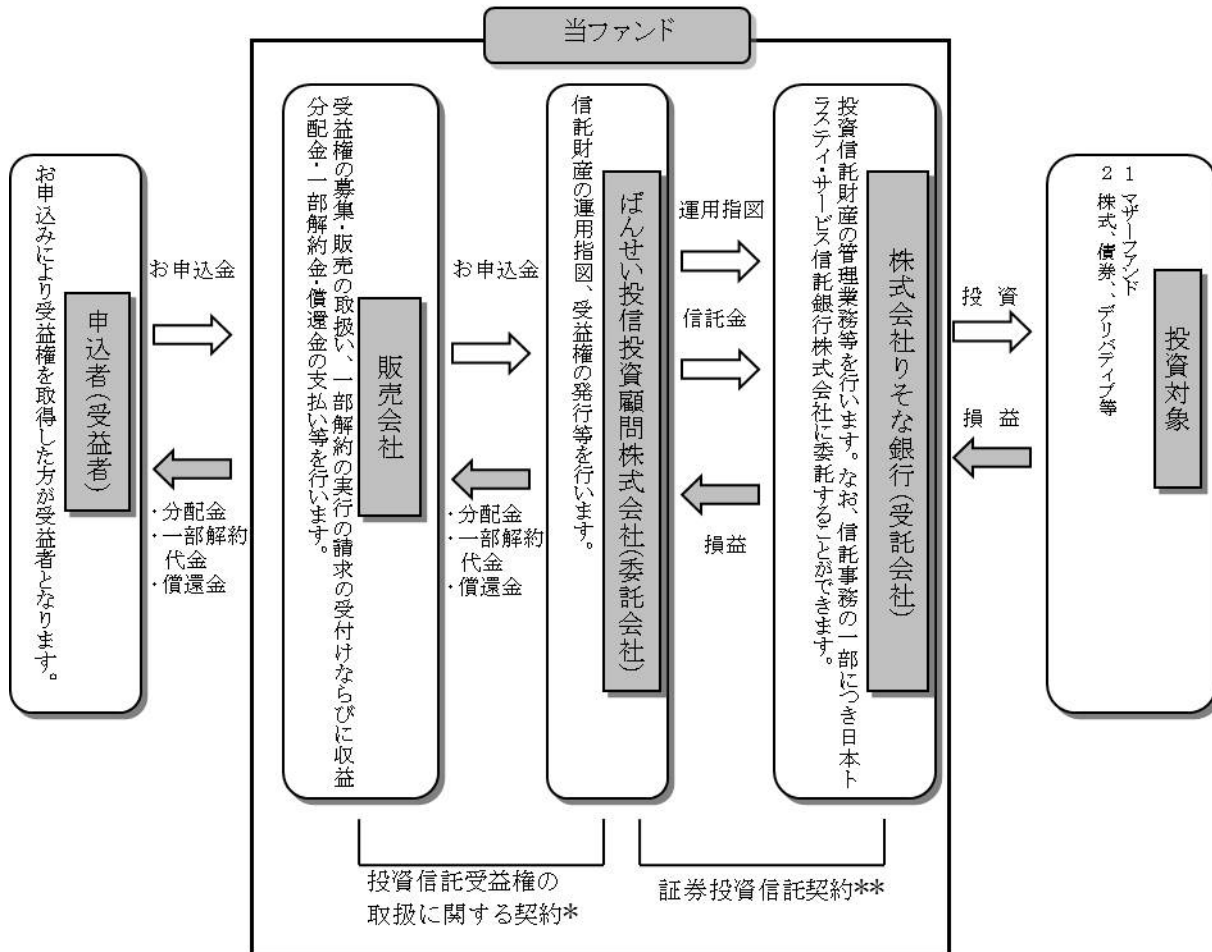 当ファンド
お申込みにより受益権を取得した方が受益者となります。
申込者(受益者)
お申込金
・分配金
・一部解約
代金
・償還金
受益権の募集・販売の取扱い、一部解約の実行の請求の受付けならびに収益
分配金・一部解約金・償還金の支払い等を行います。
販売会社
お申込金
・分配金
・一部解約
代金
・償還金
信託財産の運用指図、受益権の発行等を行います。
ばんせい投信投資顧問株式会社(委託会社)
運用指図
信託金
損益
投資信託財産の管理業務等を行います。なお、信託事務の一部につき日本ト
ラスティ・サービス信託銀行株式会社に委託することができます。
株式会社りそな銀行(受託会社)
投 資
損 益
1 マザーファンド
2 株式、債券、、デリバティブ等
投資対象
投資信託受益権の
取扱に関する契約*
証券投資信託契約**